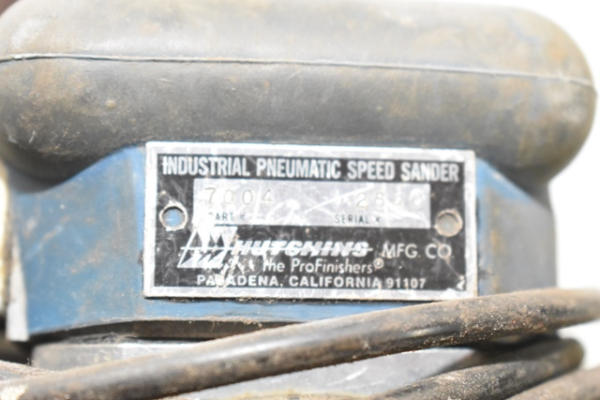 INDUSTRIAL PNEUMATIC SPEED SANDER
7004
PART # SERIAL #
HUTCHINS MFG. CO
The ProFinishers®
PASADENA, CALIFORNIA 91107